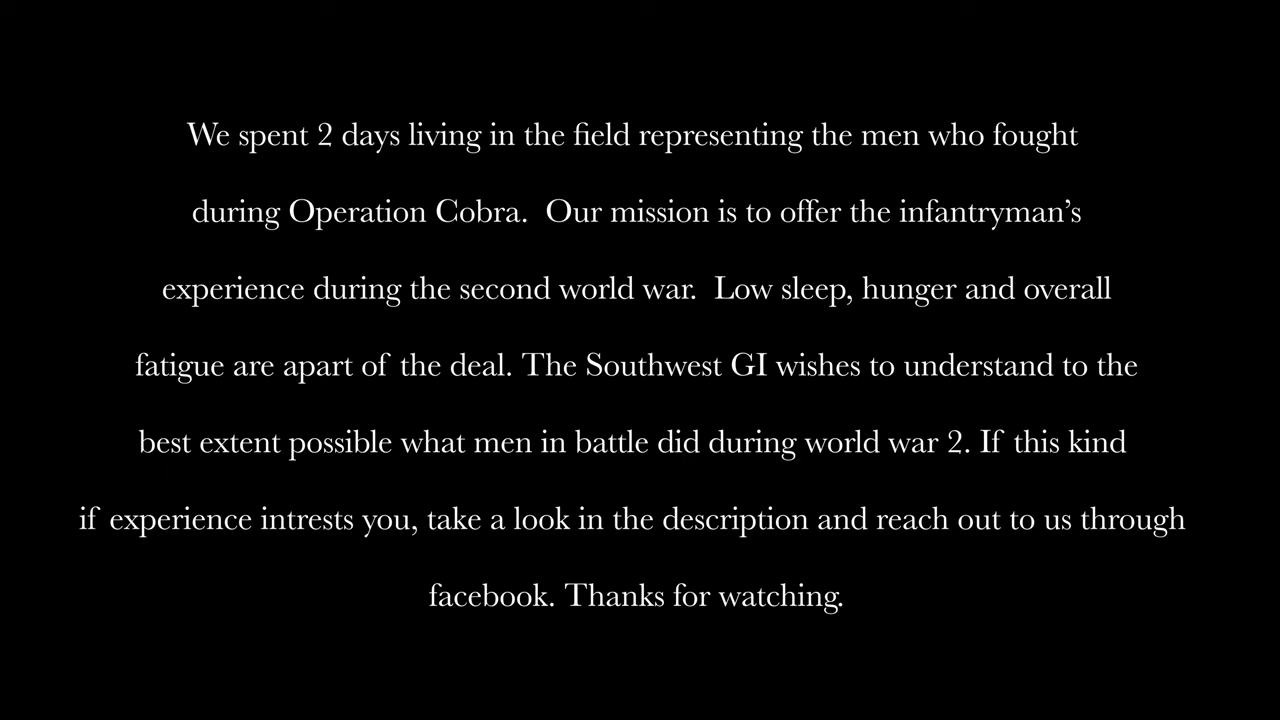 We spent 2 days living in the field representing the men who fought
during Operation Cobra.  Our mission is to offer the infantryman’s
experience during the second world war.  Low sleep, hunger and overall
fatigue are apart of the deal. The Southwest GI wishes to understand to the
best extent possible what men in battle did during world war 2. If this kind
if experience intrests you, take a look in the description and reach out to us through
facebook. Thanks for watching.